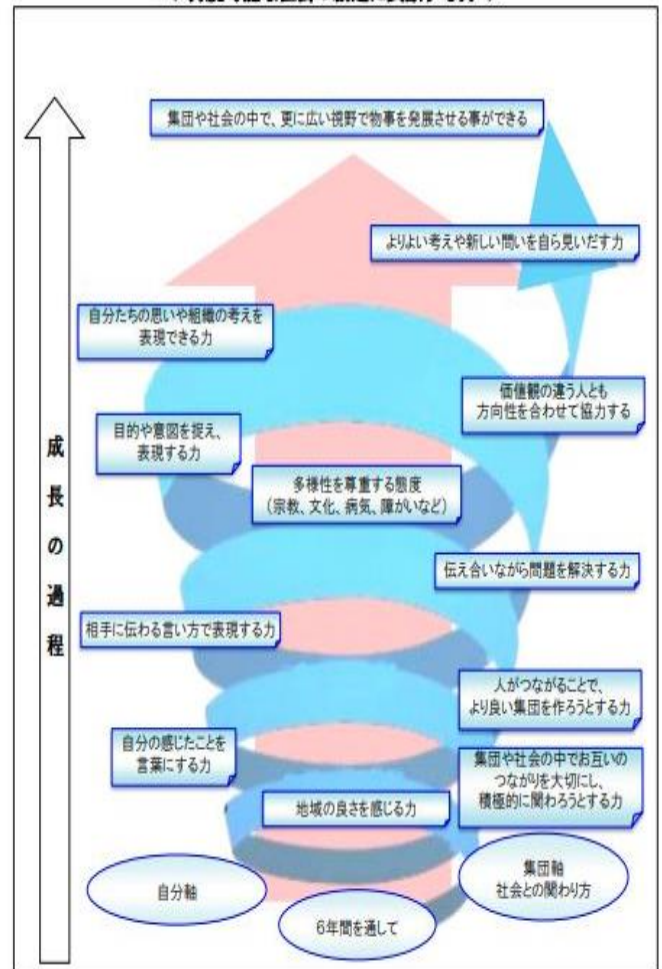 集団や社会の中で、更に広い視野で物事を発展させる事ができる
よりよい考えや新しい問いを自ら見いだす力
自分たちの思いや組織の考えを
表現できる力
価値観の違う人とも
方向性を合わせて協力する
目的や意図を捉え、
表現する力
多様性を尊重する態度
（宗教、文化、病気、障がいなど）
伝え合いながら問題を解決する力
相手に伝わる言い方で表現する力
人がつながることで、
より良い集団を作ろうとする力
自分の感じたことを
言葉にする力
集団や社会の中でお互いの
つながりを大切にし、
積極的に関わろうとする力
地域の良さを感じる力
自分軸
6年間を通して
集団軸
社会との関わり方
成長の過程